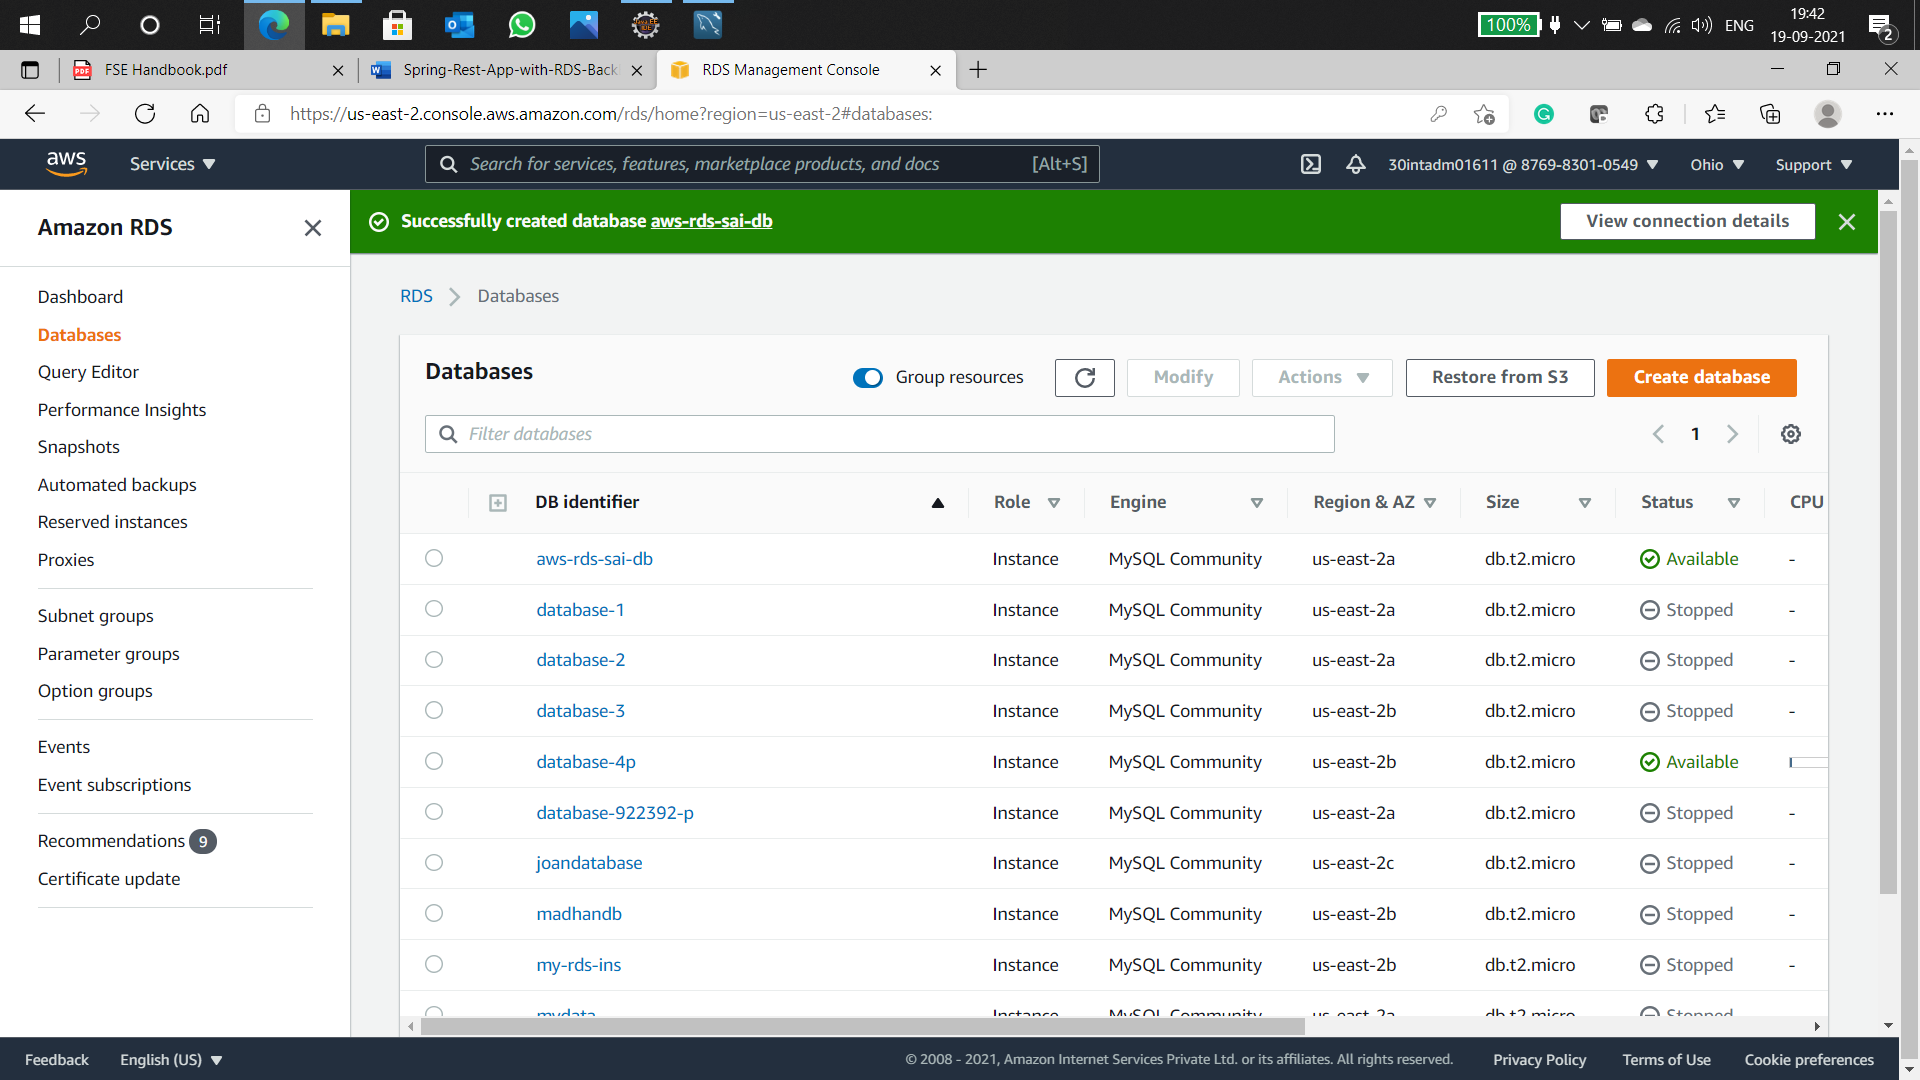 100%
ENG
19:42
19-09-2021
2
FSE Handbook.pdf
Spring-Rest-App-with-RDS-Back
RDS Management Console
https://us-east-2.console.aws.amazon.com/rds/home?region=us-east-2#databases:
aws
Services
Search for services, features, marketplace products, and docs [Alt+S]
30intadm01611 @ 8769-8301-0549
Ohio
Support
Amazon RDS
Dashboard
Databases
Query Editor
Performance Insights
Snapshots
Automated backups
Reserved instances
Proxies
Subnet groups
Parameter groups
Option groups
Events
Event subscriptions
Recommendations 9
Certificate update
Successfully created database aws-rds-sai-db
View connection details
RDS > Databases
Databases
Group resources
Modify
Actions
Restore from S3
Create database
Filter databases
1
DB identifier Role Engine Region & AZ Size Status CPU
aws-rds-sai-db Instance MySQL Community us-east-2a db.t2.micro Available -
database-1 Instance MySQL Community us-east-2a db.t2.micro Stopped -
database-2 Instance MySQL Community us-east-2a db.t2.micro Stopped -
database-3 Instance MySQL Community us-east-2b db.t2.micro Stopped -
database-4p Instance MySQL Community us-east-2b db.t2.micro Available
database-922392-p Instance MySQL Community us-east-2a db.t2.micro Stopped -
joandatabase Instance MySQL Community us-east-2c db.t2.micro Stopped -
madhandb Instance MySQL Community us-east-2b db.t2.micro Stopped -
my-rds-ins Instance MySQL Community us-east-2b db.t2.micro Stopped -
mydata Instance MySQL Community us-east-2a db.t2.micro Stopped
Feedback
English (US)
© 2008 - 2021, Amazon Internet Services Private Ltd. or its affiliates. All rights reserved.
Privacy Policy
Terms of Use
Cookie preferences